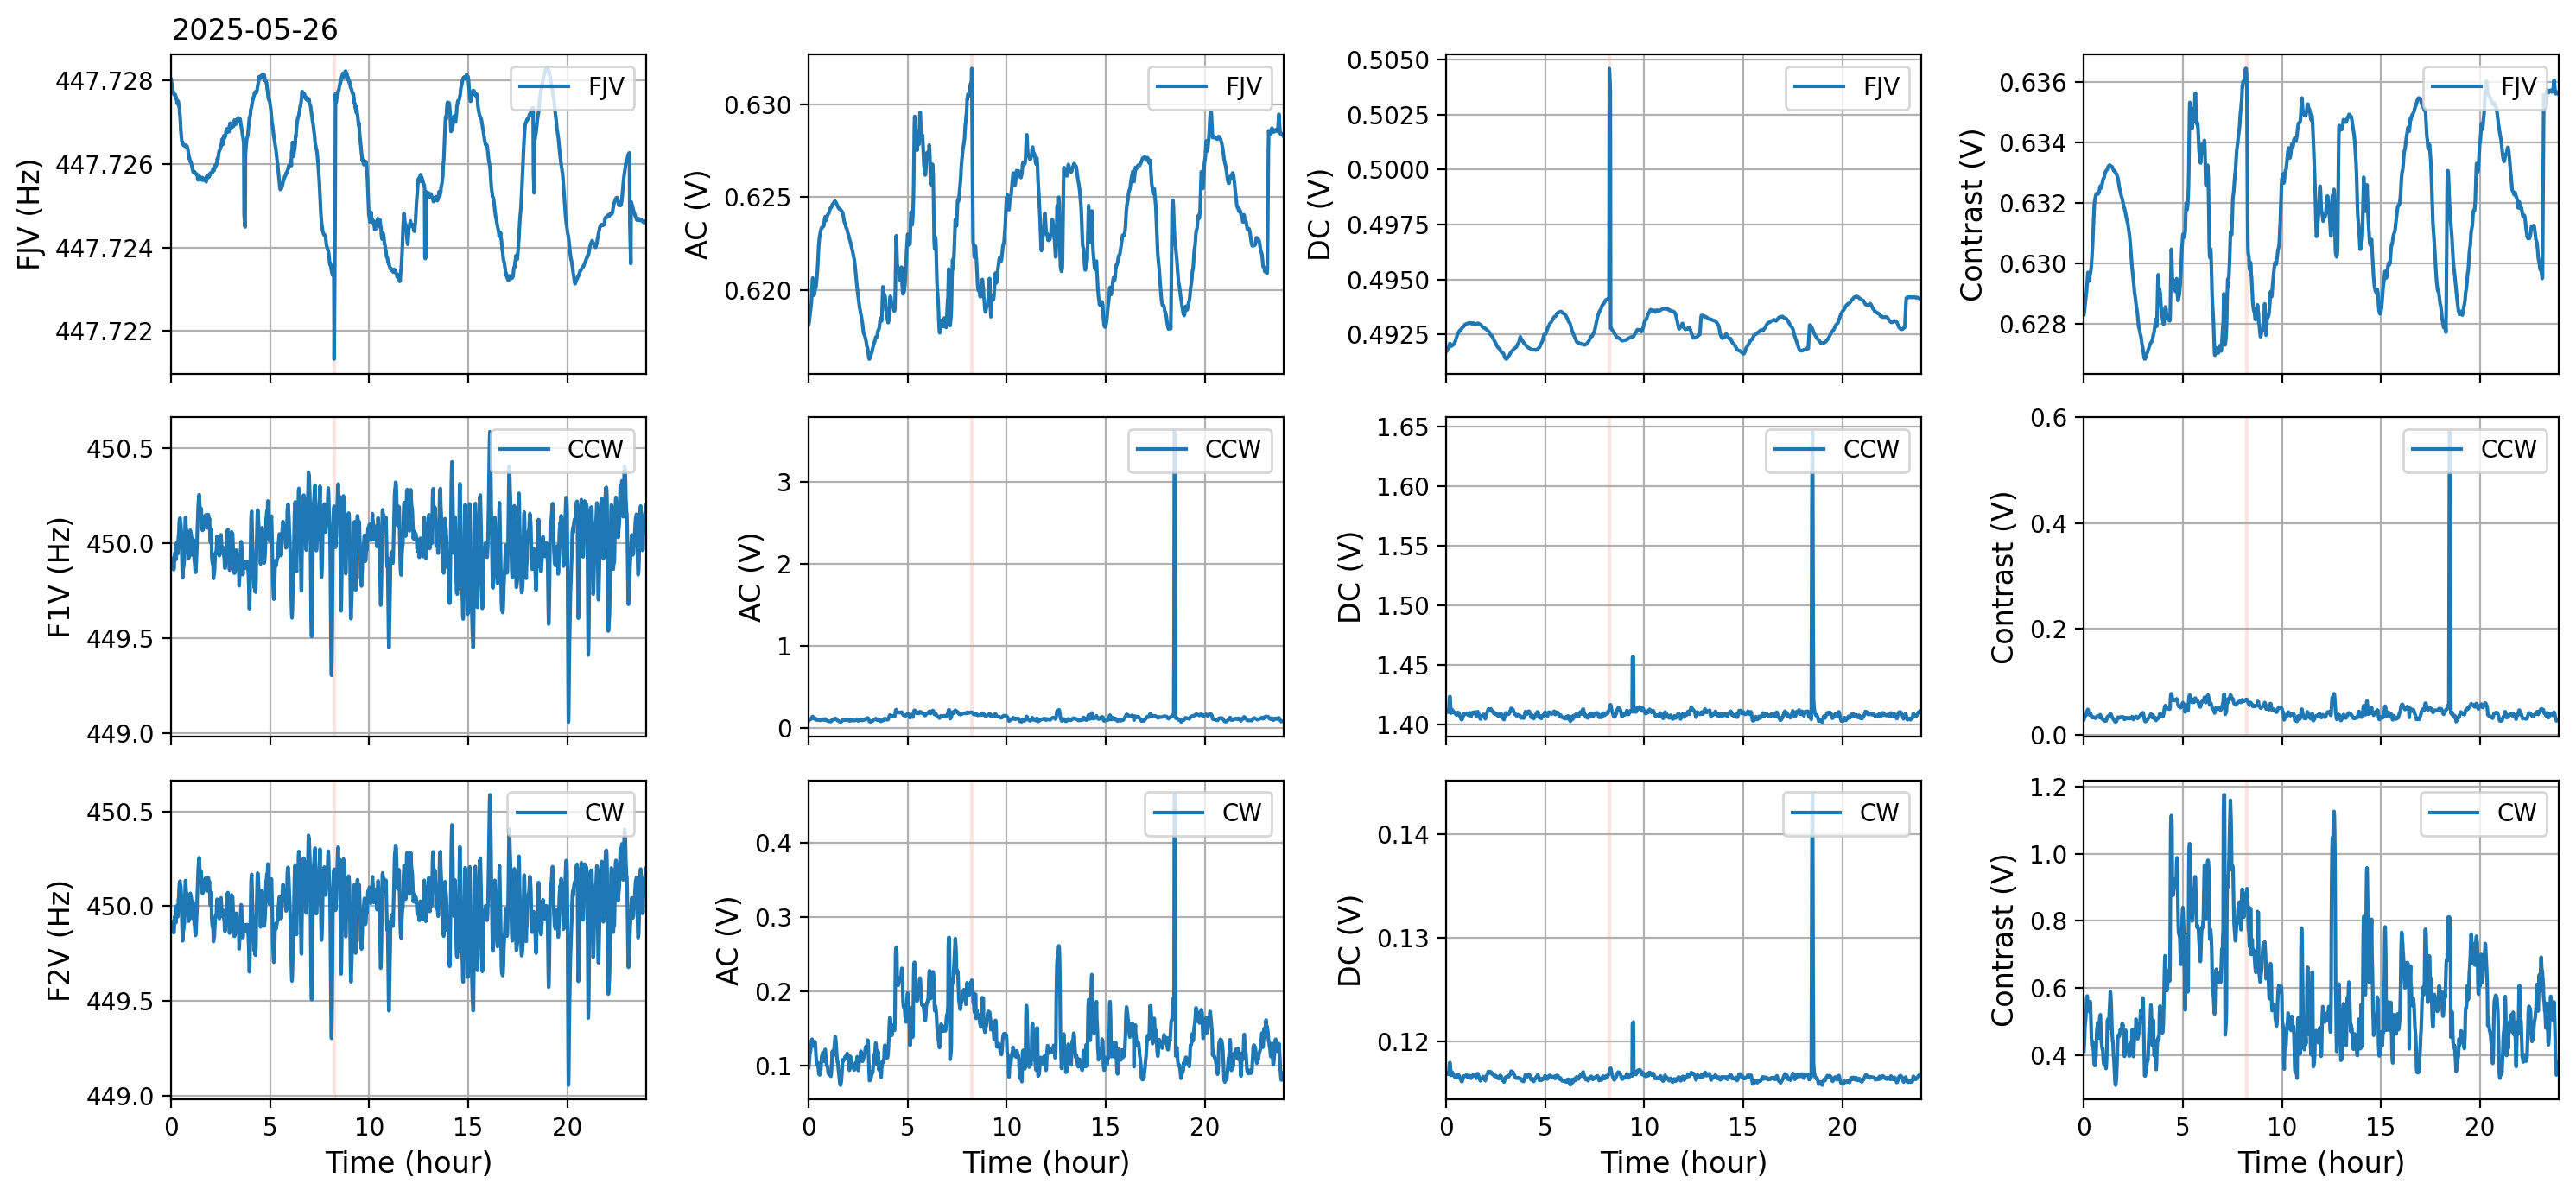 2025-05-26
FJV (Hz)
447.728
447.726
447.724
447.722
FJV
AC (V)
0.630
0.625
0.620
FJV
DC (V)
0.5050
0.5025
0.5000
0.4975
0.4950
0.4925
FJV
Contrast (V)
0.636
0.634
0.632
0.630
0.628
FJV
F1V (Hz)
450.5
450.0
449.5
449.0
CCW
AC (V)
3
2
1
0
CCW
DC (V)
1.65
1.60
1.55
1.50
1.45
1.40
CCW
Contrast (V)
0.6
0.4
0.2
0.0
CCW
F2V (Hz)
450.5
450.0
449.5
449.0
CW
0 5 10 15 20
Time (hour)
AC (V)
0.4
0.3
0.2
0.1
CW
0 5 10 15 20
Time (hour)
DC (V)
0.14
0.13
0.12
CW
0 5 10 15 20
Time (hour)
Contrast (V)
1.2
1.0
0.8
0.6
0.4
CW
0 5 10 15 20
Time (hour)